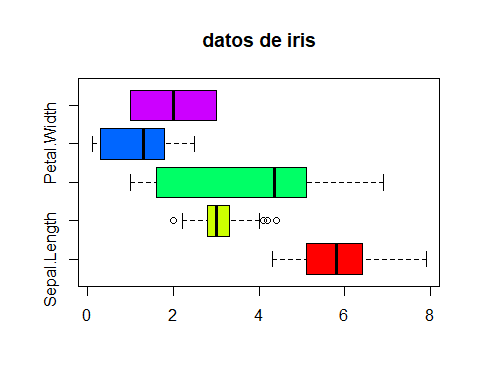 datos de iris
Petal.Width
Sepal.Length
0 2 4 6 8